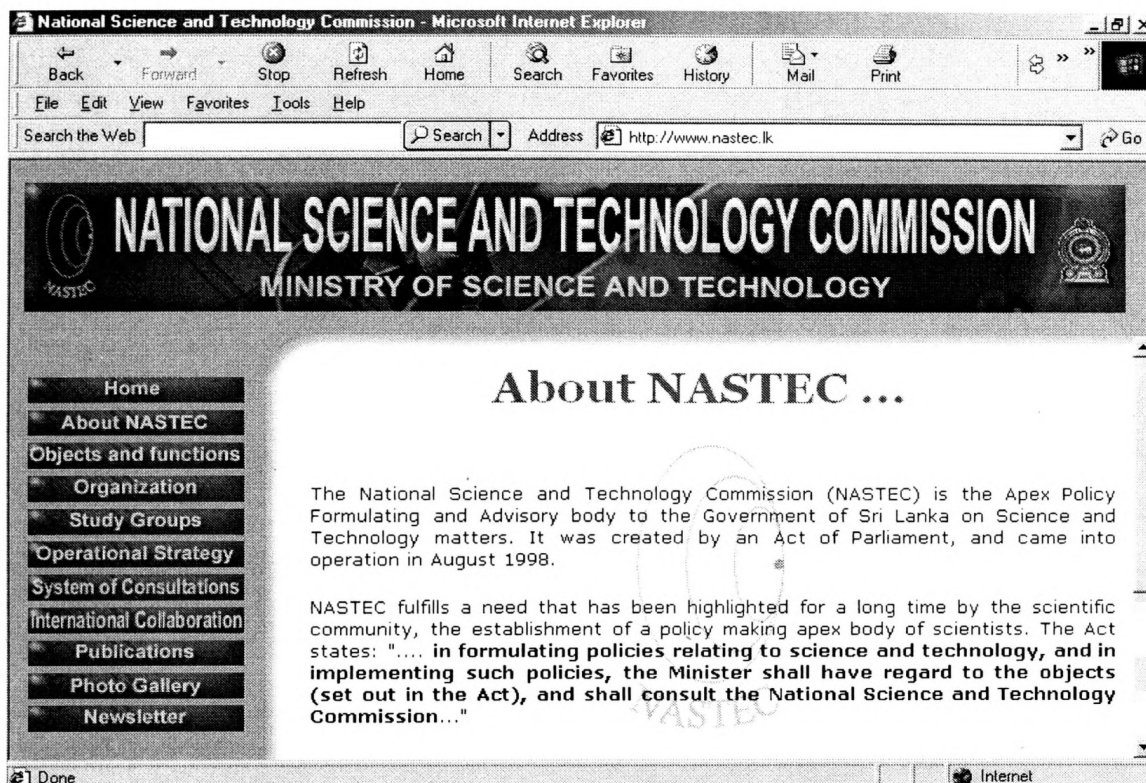 National Science and Technology Commission - Microsoft Internet Explorer
Back Forward Stop Refresh Home Search Favorites History Mail Print
File Edit View Favorites Tools Help
Search the Web Search Address http://www.nastec.lk Go
NATIONAL SCIENCE AND TECHNOLOGY COMMISSION
MINISTRY OF SCIENCE AND TECHNOLOGY
NASTEC
Home
About NASTEC
Objects and functions
Organization
Study Groups
Operational Strategy
System of Consultations
International Collaboration
Publications
Photo Gallery
Newsletter
About NASTEC ...
The National Science and Technology Commission (NASTEC) is the Apex Policy
Formulating and Advisory body to the Government of Sri Lanka on Science and
Technology matters. It was created by an Act of Parliament, and came into
operation in August 1998.
NASTEC fulfills a need that has been highlighted for a long time by the scientific
community, the establishment of a policy making apex body of scientists. The Act
states: ".... in formulating policies relating to science and technology, and in
implementing such policies, the Minister shall have regard to the objects
(set out in the Act), and shall consult the National Science and Technology
Commission..."
NASTEC
Done Internet